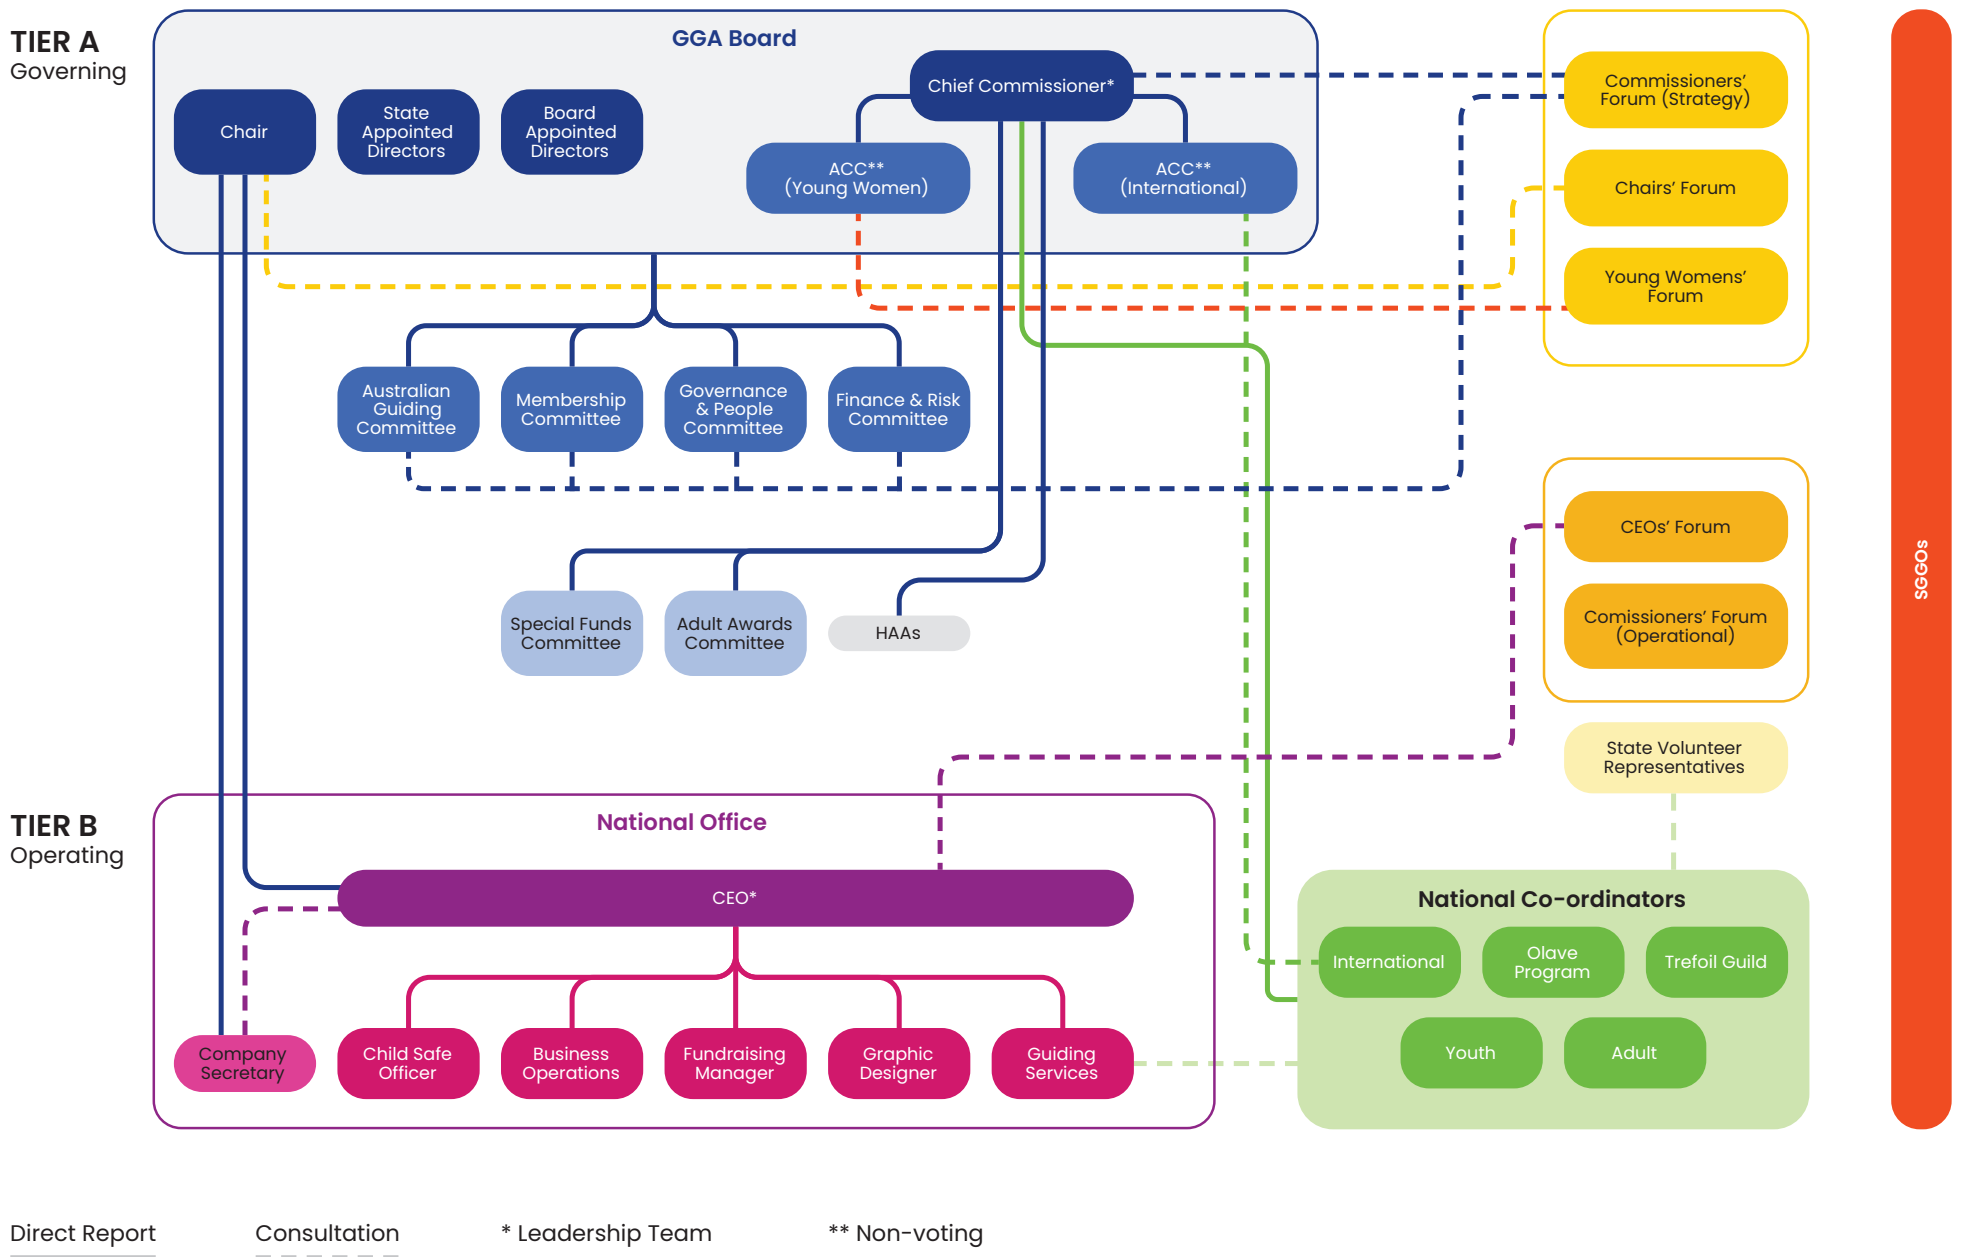 TIER A
Governing
GGA Board
Chief Commissioner*
Chair
State
Appointed
Directors
Board
Appointed
Directors
ACC**
(Young Women)
ACC**
(International)
Commissioners’
Forum (Strategy)
Chairs’ Forum
Young Womens’
Forum
Australian
Guiding
Committee
Membership
Committee
Governance
& People
Committee
Finance & Risk
Committee
CEOs’ Forum
Comissioners’ Forum
(Operational)
Special Funds
Committee
Adult Awards
Committee
HAAs
State Volunteer
Representatives
SGGOs
TIER B
Operating
National Office
CEO*
Company
Secretary
Child Safe
Officer
Business
Operations
Fundraising
Manager
Graphic
Designer
Guiding
Services
National Co-ordinators
International
Olave
Program
Trefoil Guild
Youth
Adult
Direct Report
Consultation
* Leadership Team
** Non-voting